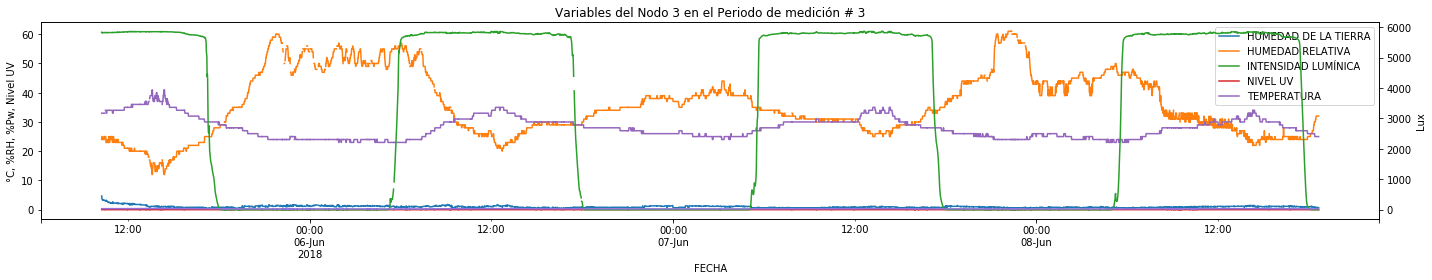 Variables del Nodo 3 en el Periodo de medición # 3
°C, %RH, %Pw, Nivel UV
60
50
40
30
20
10
0
HUMEDAD DE LA TIERRA
HUMEDAD RELATIVA
INTENSIDAD LUMÍNICA
NIVEL UV
TEMPERATURA
6000
5000
4000
3000
2000
1000
0
Lux
12:00
00:00
06-Jun
2018
12:00
00:00
07-Jun
12:00
00:00
08-Jun
12:00
FECHA